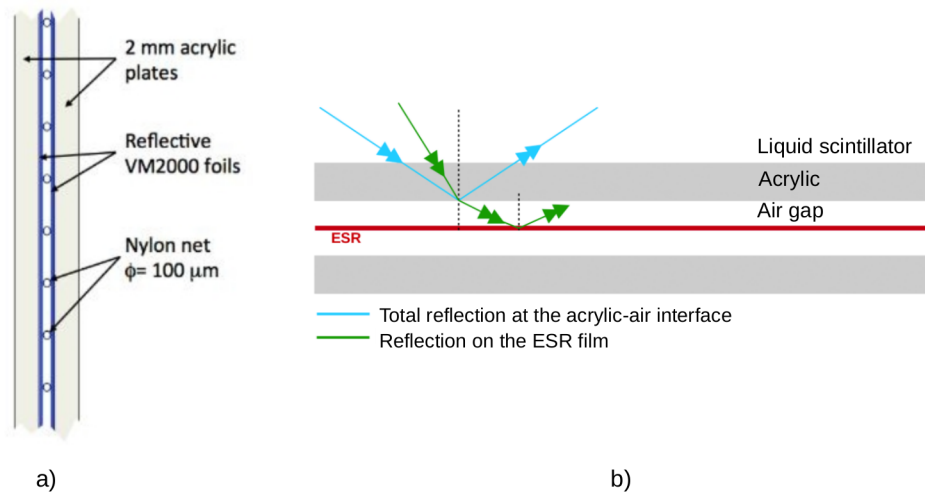 2 mm acrylic
plates
Reflective
VM2000 foils
Nylon net
ϕ= 100 μm
a)
Liquid scintillator
Acrylic
Air gap
ESR
Total reflection at the acrylic-air interface
Reflection on the ESR film
b)